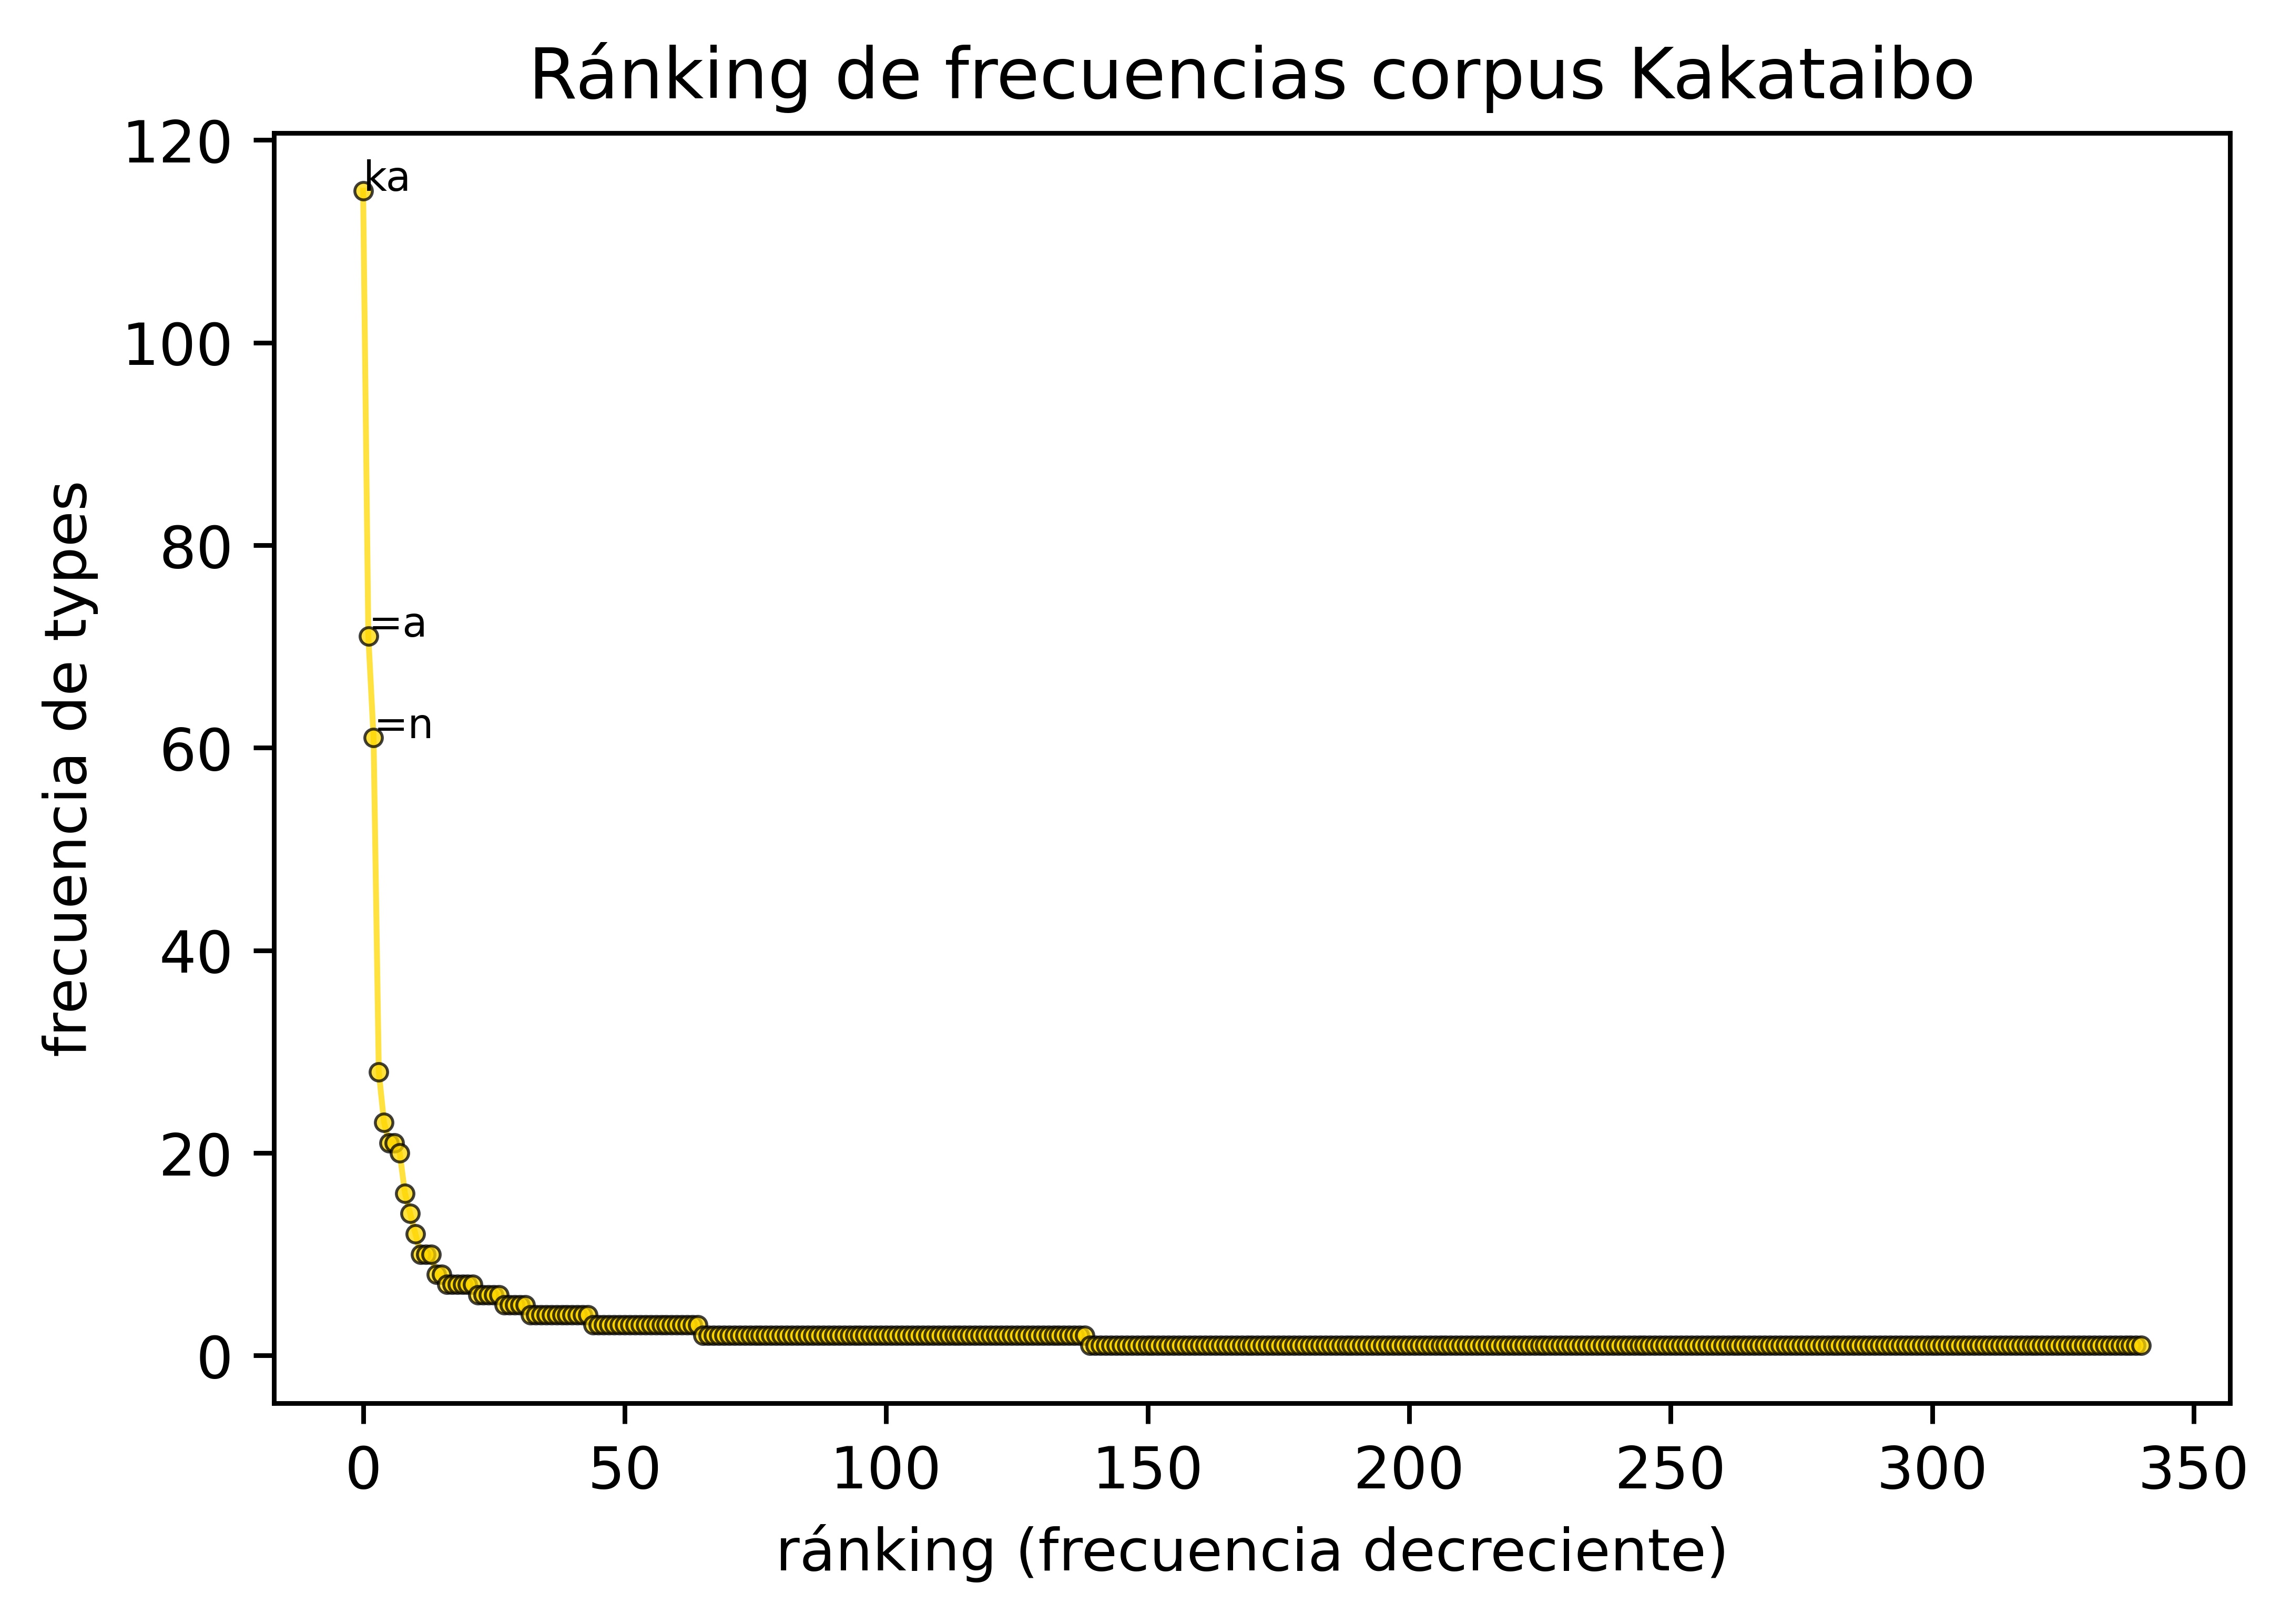 Ránking de frecuencias corpus Kakataibo
120
100
80
60
40
20
0
frecuencia de types
ka
=a
=n
0 50 100 150 200 250 300 350
ránking (frecuencia decreciente)